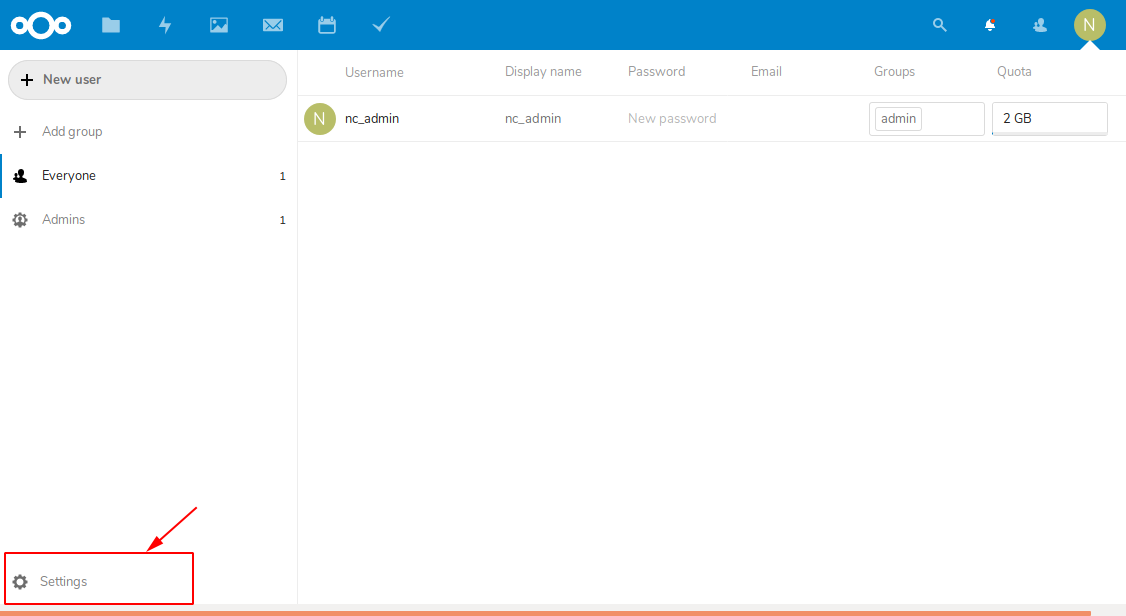 N
New user
Add group
Everyone 1
Admins 1
Settings
Username Display name Password Email Groups Quota
N nc_admin nc_admin New password admin 2 GB